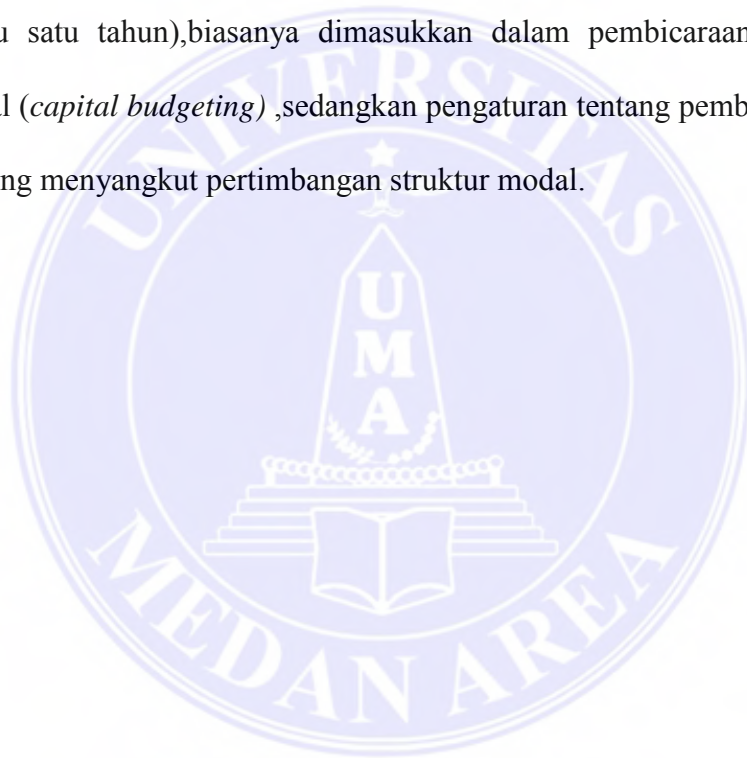 u satu tahun),biasanya dimasukkan dalam pembicaraan
al (capital budgeting) ,sedangkan pengaturan tentang pemb
ng menyangkut pertimbangan struktur modal.
UNIVERSITAS
U
M
A
MEDAN AREA